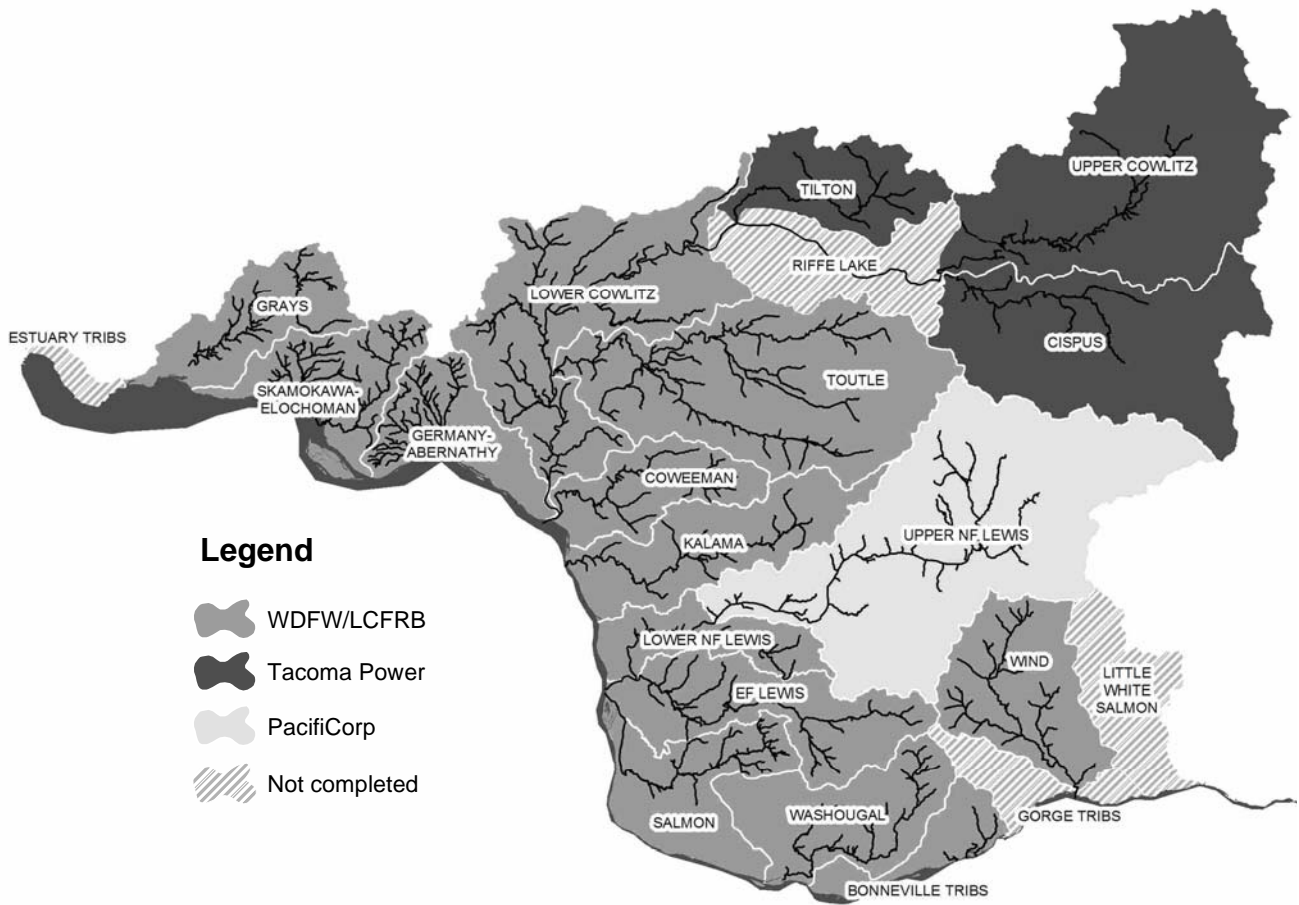 UPPER COWLITZ
TILTON
RIFFE LAKE
LOWER COWLITZ
GRAYS
ESTUARY TRIBS
CISPUS
TOUTLE
SKAMOKAWA-
ELOCHOMAN
GERMANY-
ABERNATHY
COWEEMAN
KALAMA
UPPER NF LEWIS
LOWER NF LEWIS
WIND
LITTLE
WHITE
SALMON
EF LEWIS
SALMON
WASHOUGAL
GORGE TRIBS
BONNEVILLE TRIBS
Legend
WDFW/LCFRB
Tacoma Power
PacifiCorp
Not completed